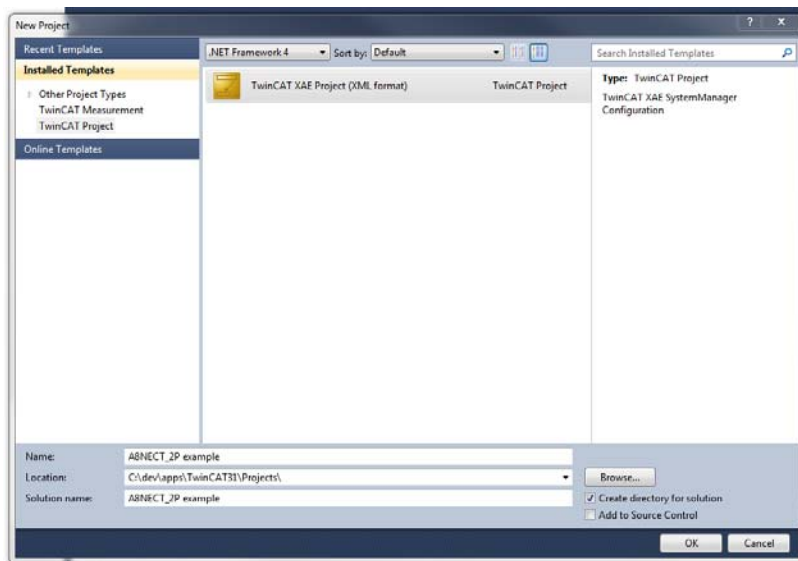 New Project
Recent Templates
.NET Framework 4 Sort by: Default Search Installed Templates
Installed Templates
Other Project Types
TwinCAT Measurement
TwinCAT Project
Online Templates
TwinCAT XAE Project (XML format) TwinCAT Project
Type: TwinCAT Project
TwinCAT XAE SystemManager
Configuration
Name: A8NECT_2P example
Location: C:\dev\apps\TwinCAT31\Projects\ Browse...
Solution name: A8NECT_2P example Create directory for solution
Add to Source Control
OK Cancel